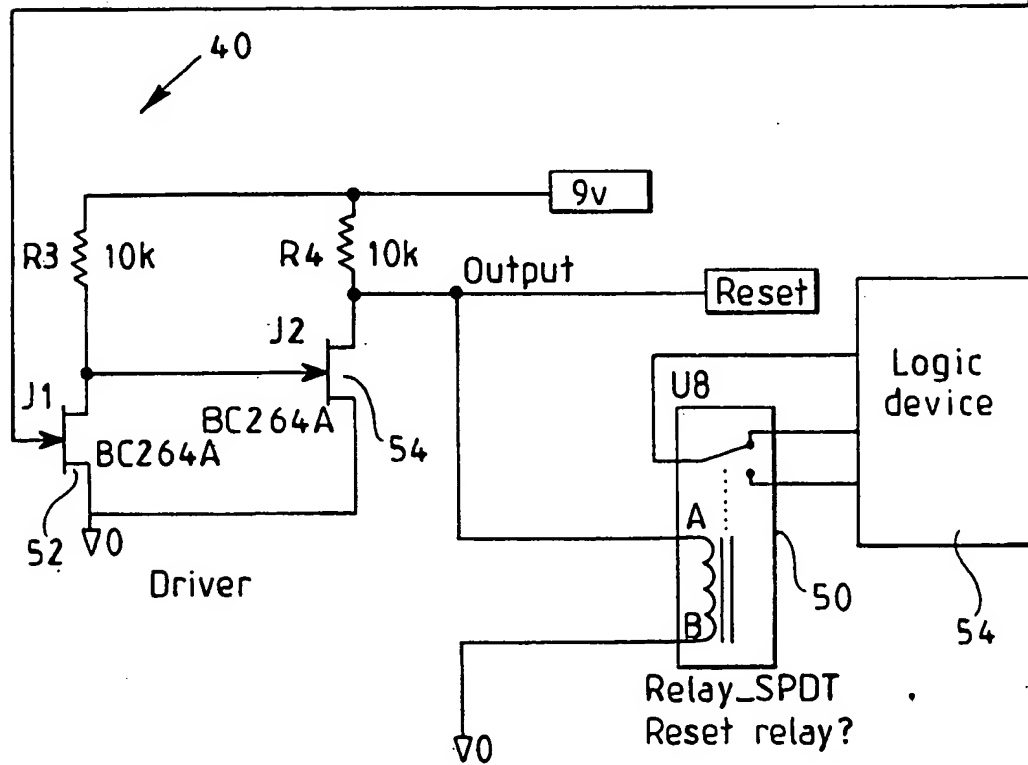 40
9v
R3 10k
R4 10k
Output
Reset
J2
J1
U8
Logic
device
BC264A
BC264A
54
52
0
A
Driver
50
B
54
Relay_SPDT
Reset relay?
0